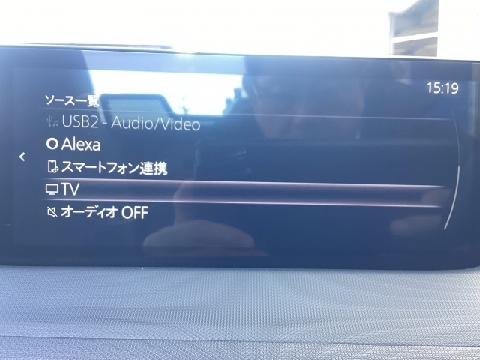 15:19
ソース一覧
USB2 - Audio/Video
Alexa
スマートフォン連携
TV
オーディオ OFF